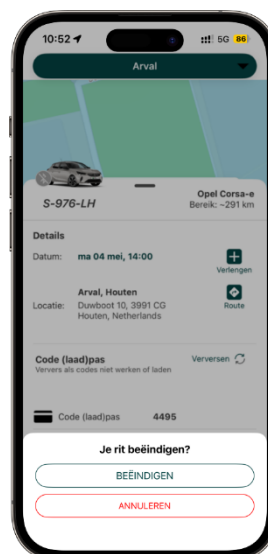 10:52 5G 86
Arval
S-976-LH
Opel Corsa-e
Bereik: ~291 km
Details
Datum: ma 04 mei, 14:00
Verlengen
Arval, Houten
Locatie: Duwboot 10, 3991 CG
Houten, Netherlands
Route
Code (laad)pas
Ververs als codes niet werken of laden
Verversen
Code (laad)pas 4495
Je rit beëindigen?
BEËINDIGEN
ANNULEREN